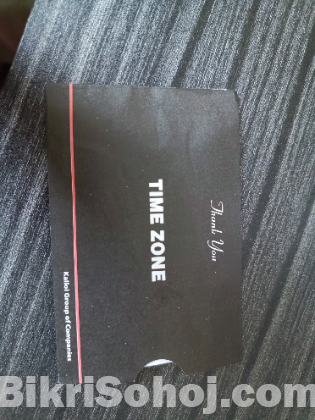 Thank You
TIME ZONE
Kallol Group of Companies
BikriSohoj.com